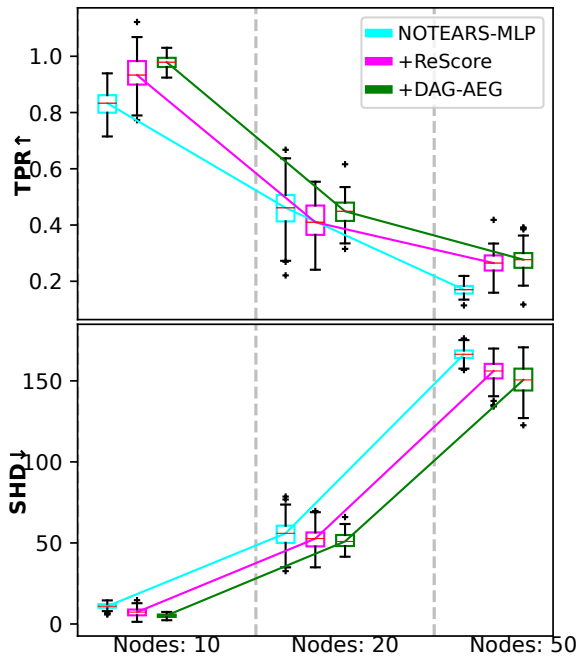 TPR↑
1.0
0.8
0.6
0.4
0.2
NOTEARS-MLP
+ReScore
+DAG-AEG
SHD↓
150
100
50
0
Nodes: 10
Nodes: 20
Nodes: 50